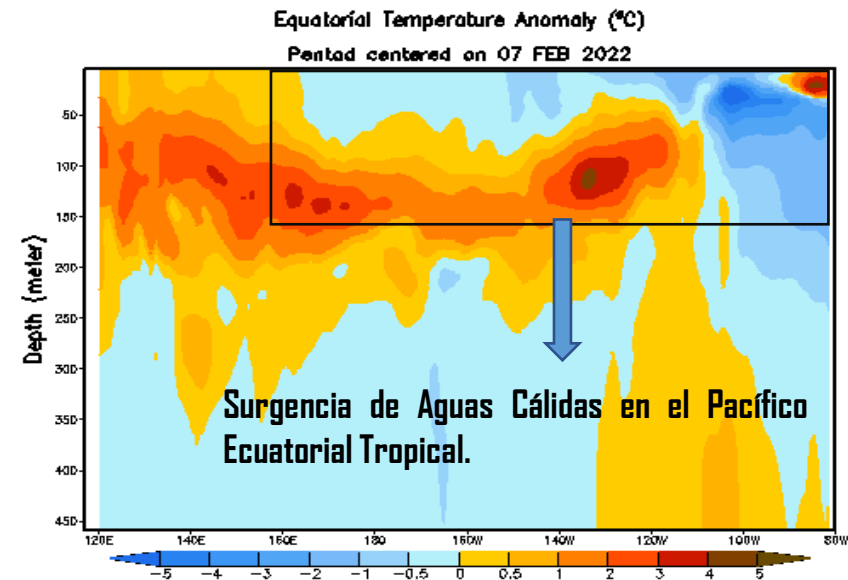 Equatorial Temperature Anomaly (°C)
Pentad centered on 07 FEB 2022
50
100
150
200
250
300
350
400
450
Depth (meter)
Surgencia de Aguas Cálidas en el Pacífico
Ecuatorial Tropical.
120E 140E 160E 180 160W 140W 120W 100W 80W
-5 -4 -3 -2 -1 -0.5 0 0.5 1 2 3 4 5